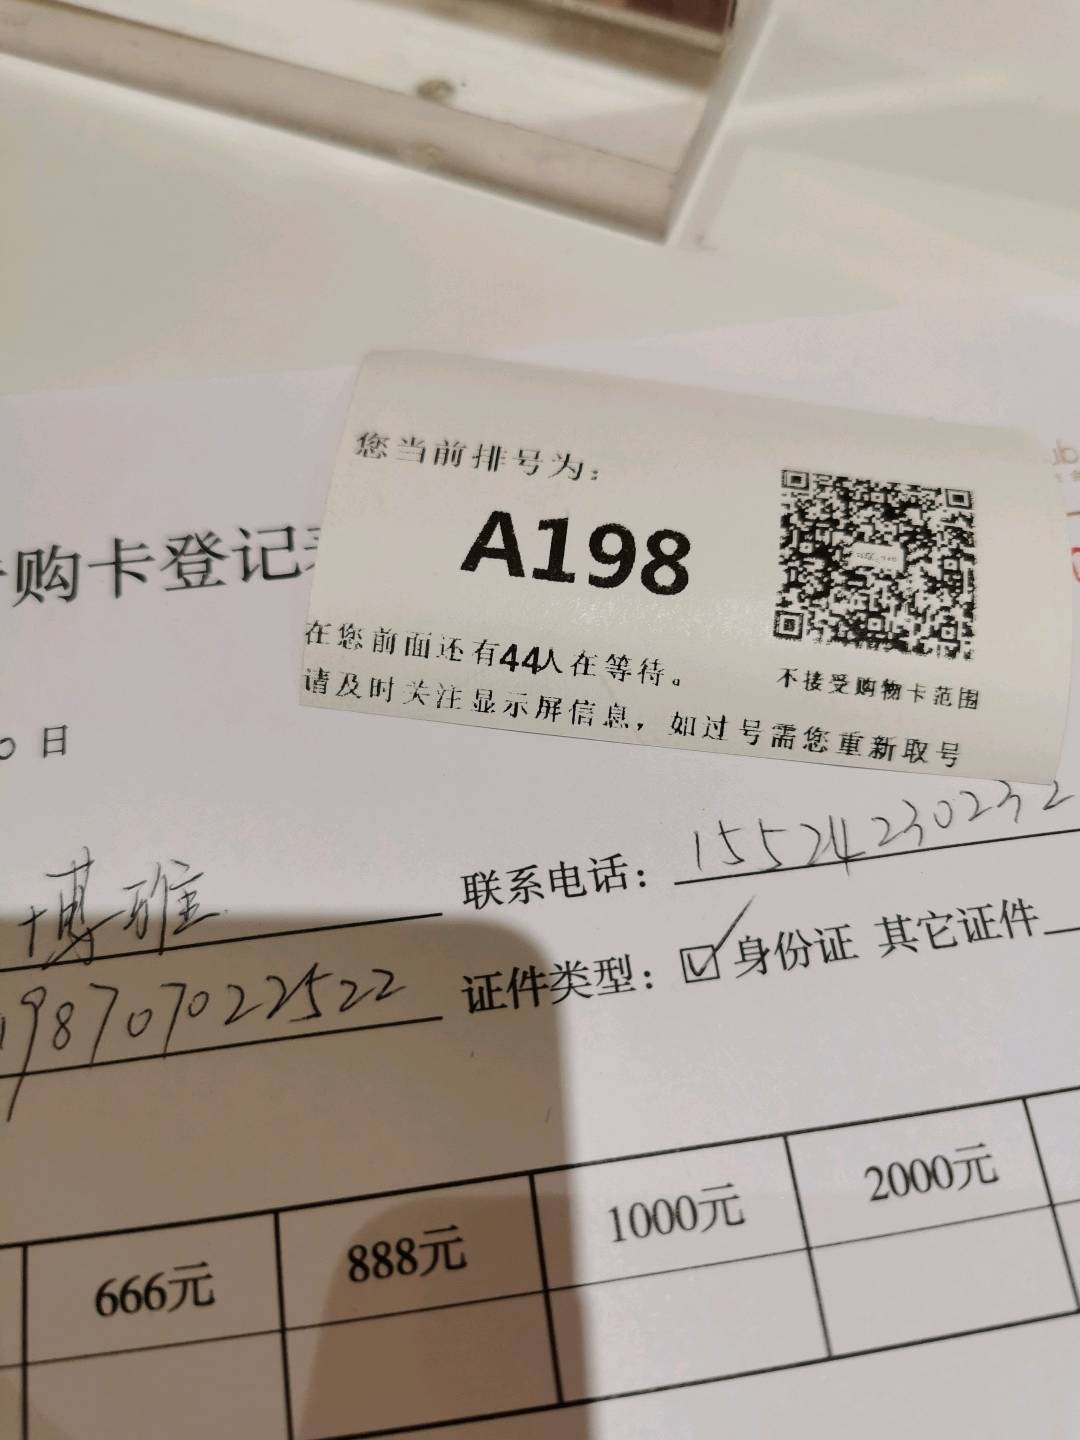 您当前排号为：
A198
在您前面还有44人在等待。
请及时关注显示屏信息，如过号需您重新取号
不接受购物卡范围
购卡登记
日
博雅
联系电话：15524230232
198707022522
证件类型：☑身份证 其它证件
666元 888元 1000元 2000元